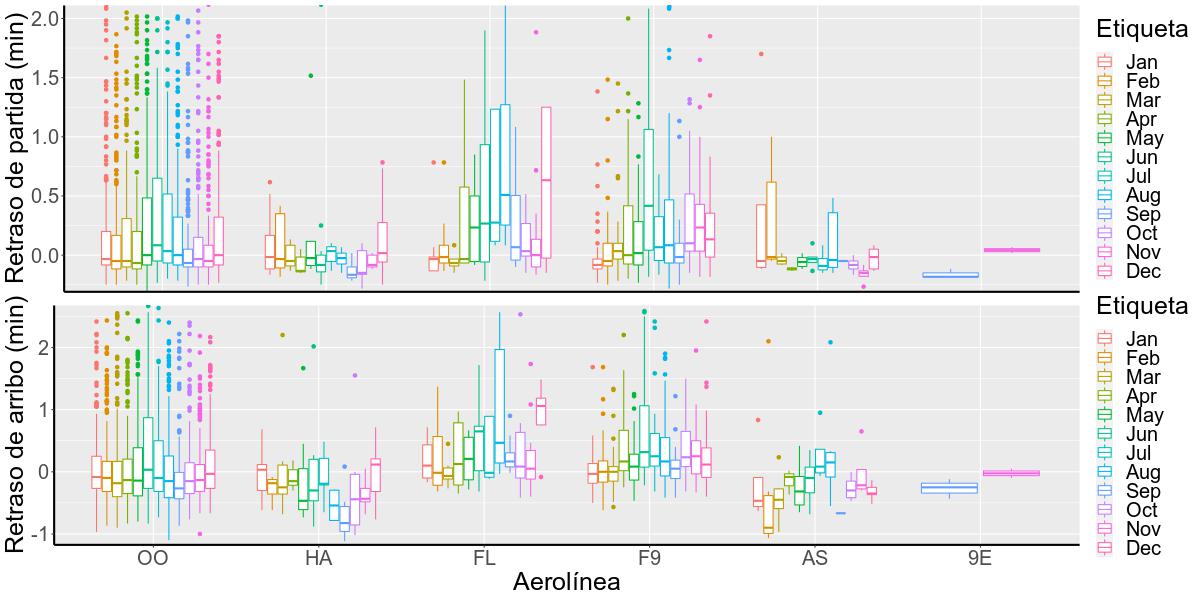 Retraso de partida (min)
2.0
1.5
1.0
0.5
0.0
Etiqueta
Jan
Feb
Mar
Apr
May
Jun
Jul
Aug
Sep
Oct
Nov
Dec
Retraso de arribo (min)
2
1
0
-1
Etiqueta
Jan
Feb
Mar
Apr
May
Jun
Jul
Aug
Sep
Oct
Nov
Dec
OO HA FL F9 AS 9E
Aerolínea